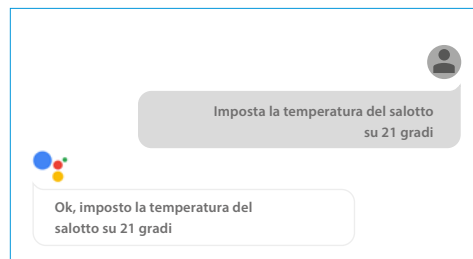 Imposta la temperatura del salotto
su 21 gradi
Ok, imposto la temperatura del
salotto su 21 gradi